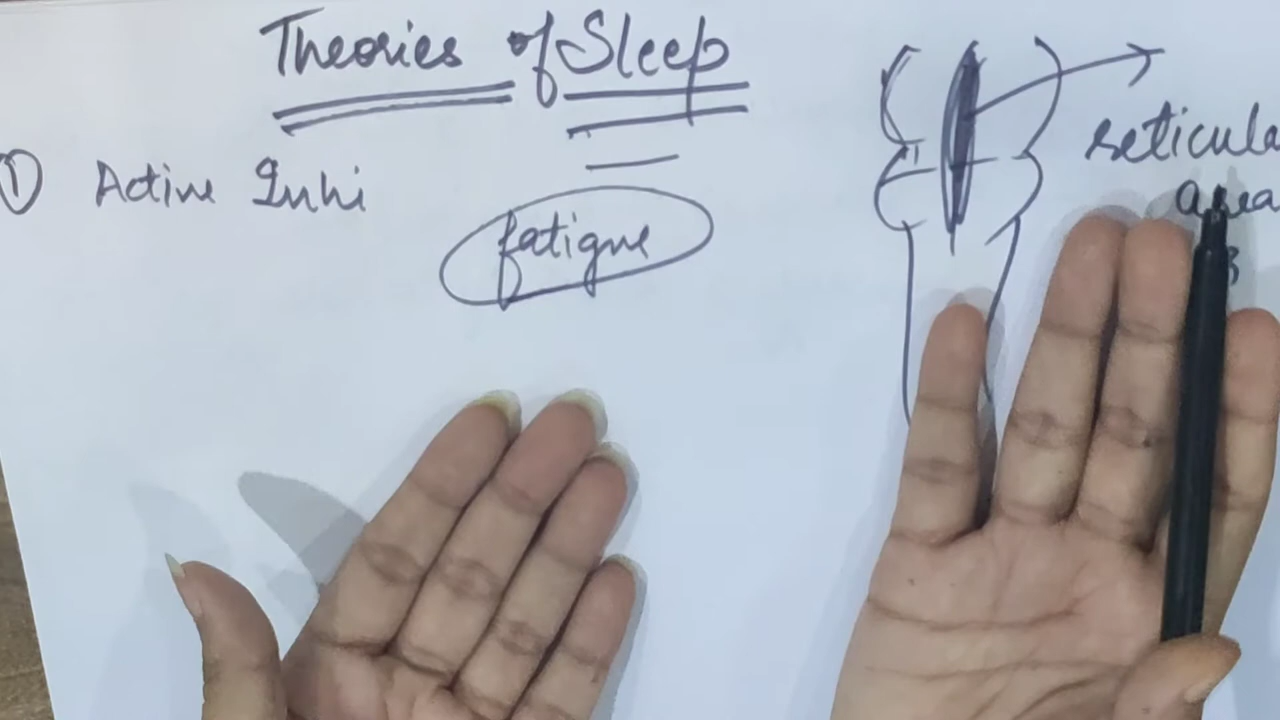 Theories of Sleep
① Active Inhi
fatigue
reticula
area